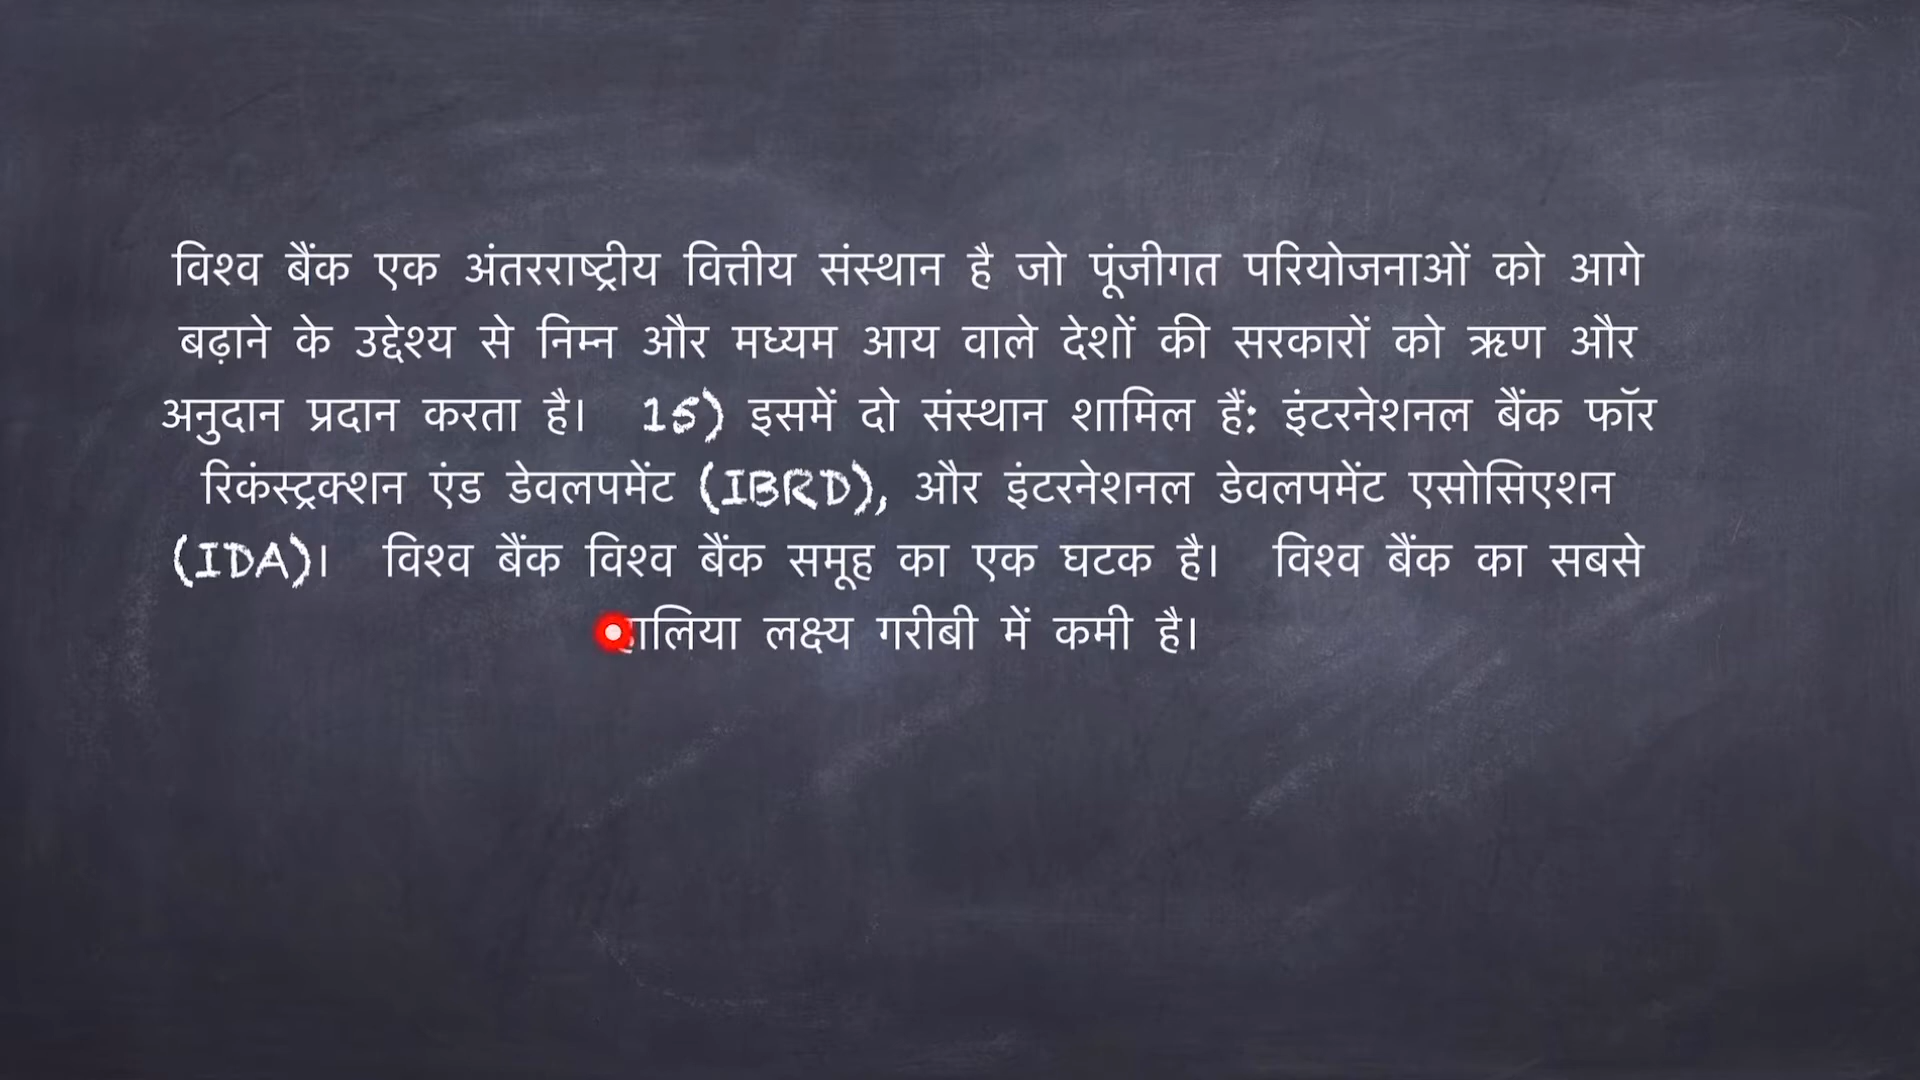 विश्व बैंक एक अंतरराष्ट्रीय वित्तीय संस्थान है जो पूंजीगत परियोजनाओं को आगे
बढ़ाने के उद्देश्य से निम्न और मध्यम आय वाले देशों की सरकारों को ऋण और
अनुदान प्रदान करता है। 15) इसमें दो संस्थान शामिल हैं: इंटरनेशनल बैंक फॉर
रिकंस्ट्रक्शन एंड डेवलपमेंट (IBRD), और इंटरनेशनल डेवलपमेंट एसोसिएशन
(IDA)। विश्व बैंक विश्व बैंक समूह का एक घटक है। विश्व बैंक का सबसे
हालिया लक्ष्य गरीबी में कमी है।